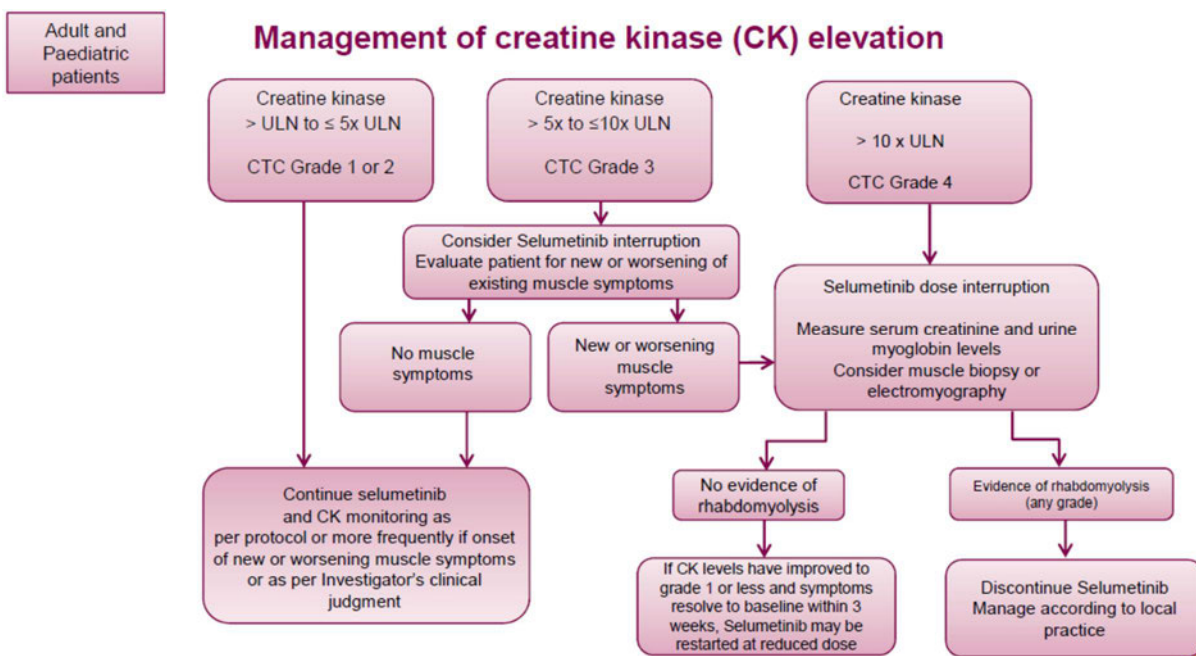 Adult and
Paediatric
patients
Management of creatine kinase (CK) elevation
Creatine kinase
> ULN to ≤ 5x ULN
CTC Grade 1 or 2
Creatine kinase
> 5x to ≤10x ULN
CTC Grade 3
Creatine kinase
> 10 x ULN
CTC Grade 4
Consider Selumetinib interruption
Evaluate patient for new or worsening of
existing muscle symptoms
Selumetinib dose interruption
Measure serum creatinine and urine
myoglobin levels
Consider muscle biopsy or
electromyography
No muscle
symptoms
New or worsening
muscle
symptoms
No evidence of
rhabdomyolysis
Evidence of rhabdomyolysis
(any grade)
Continue selumetinib
and CK monitoring as
per protocol or more frequently if onset
of new or worsening muscle symptoms
or as per Investigator's clinical
judgment
If CK levels have improved to
grade 1 or less and symptoms
resolve to baseline within 3
weeks, Selumetinib may be
restarted at reduced dose
Discontinue Selumetinib
Manage according to local
practice